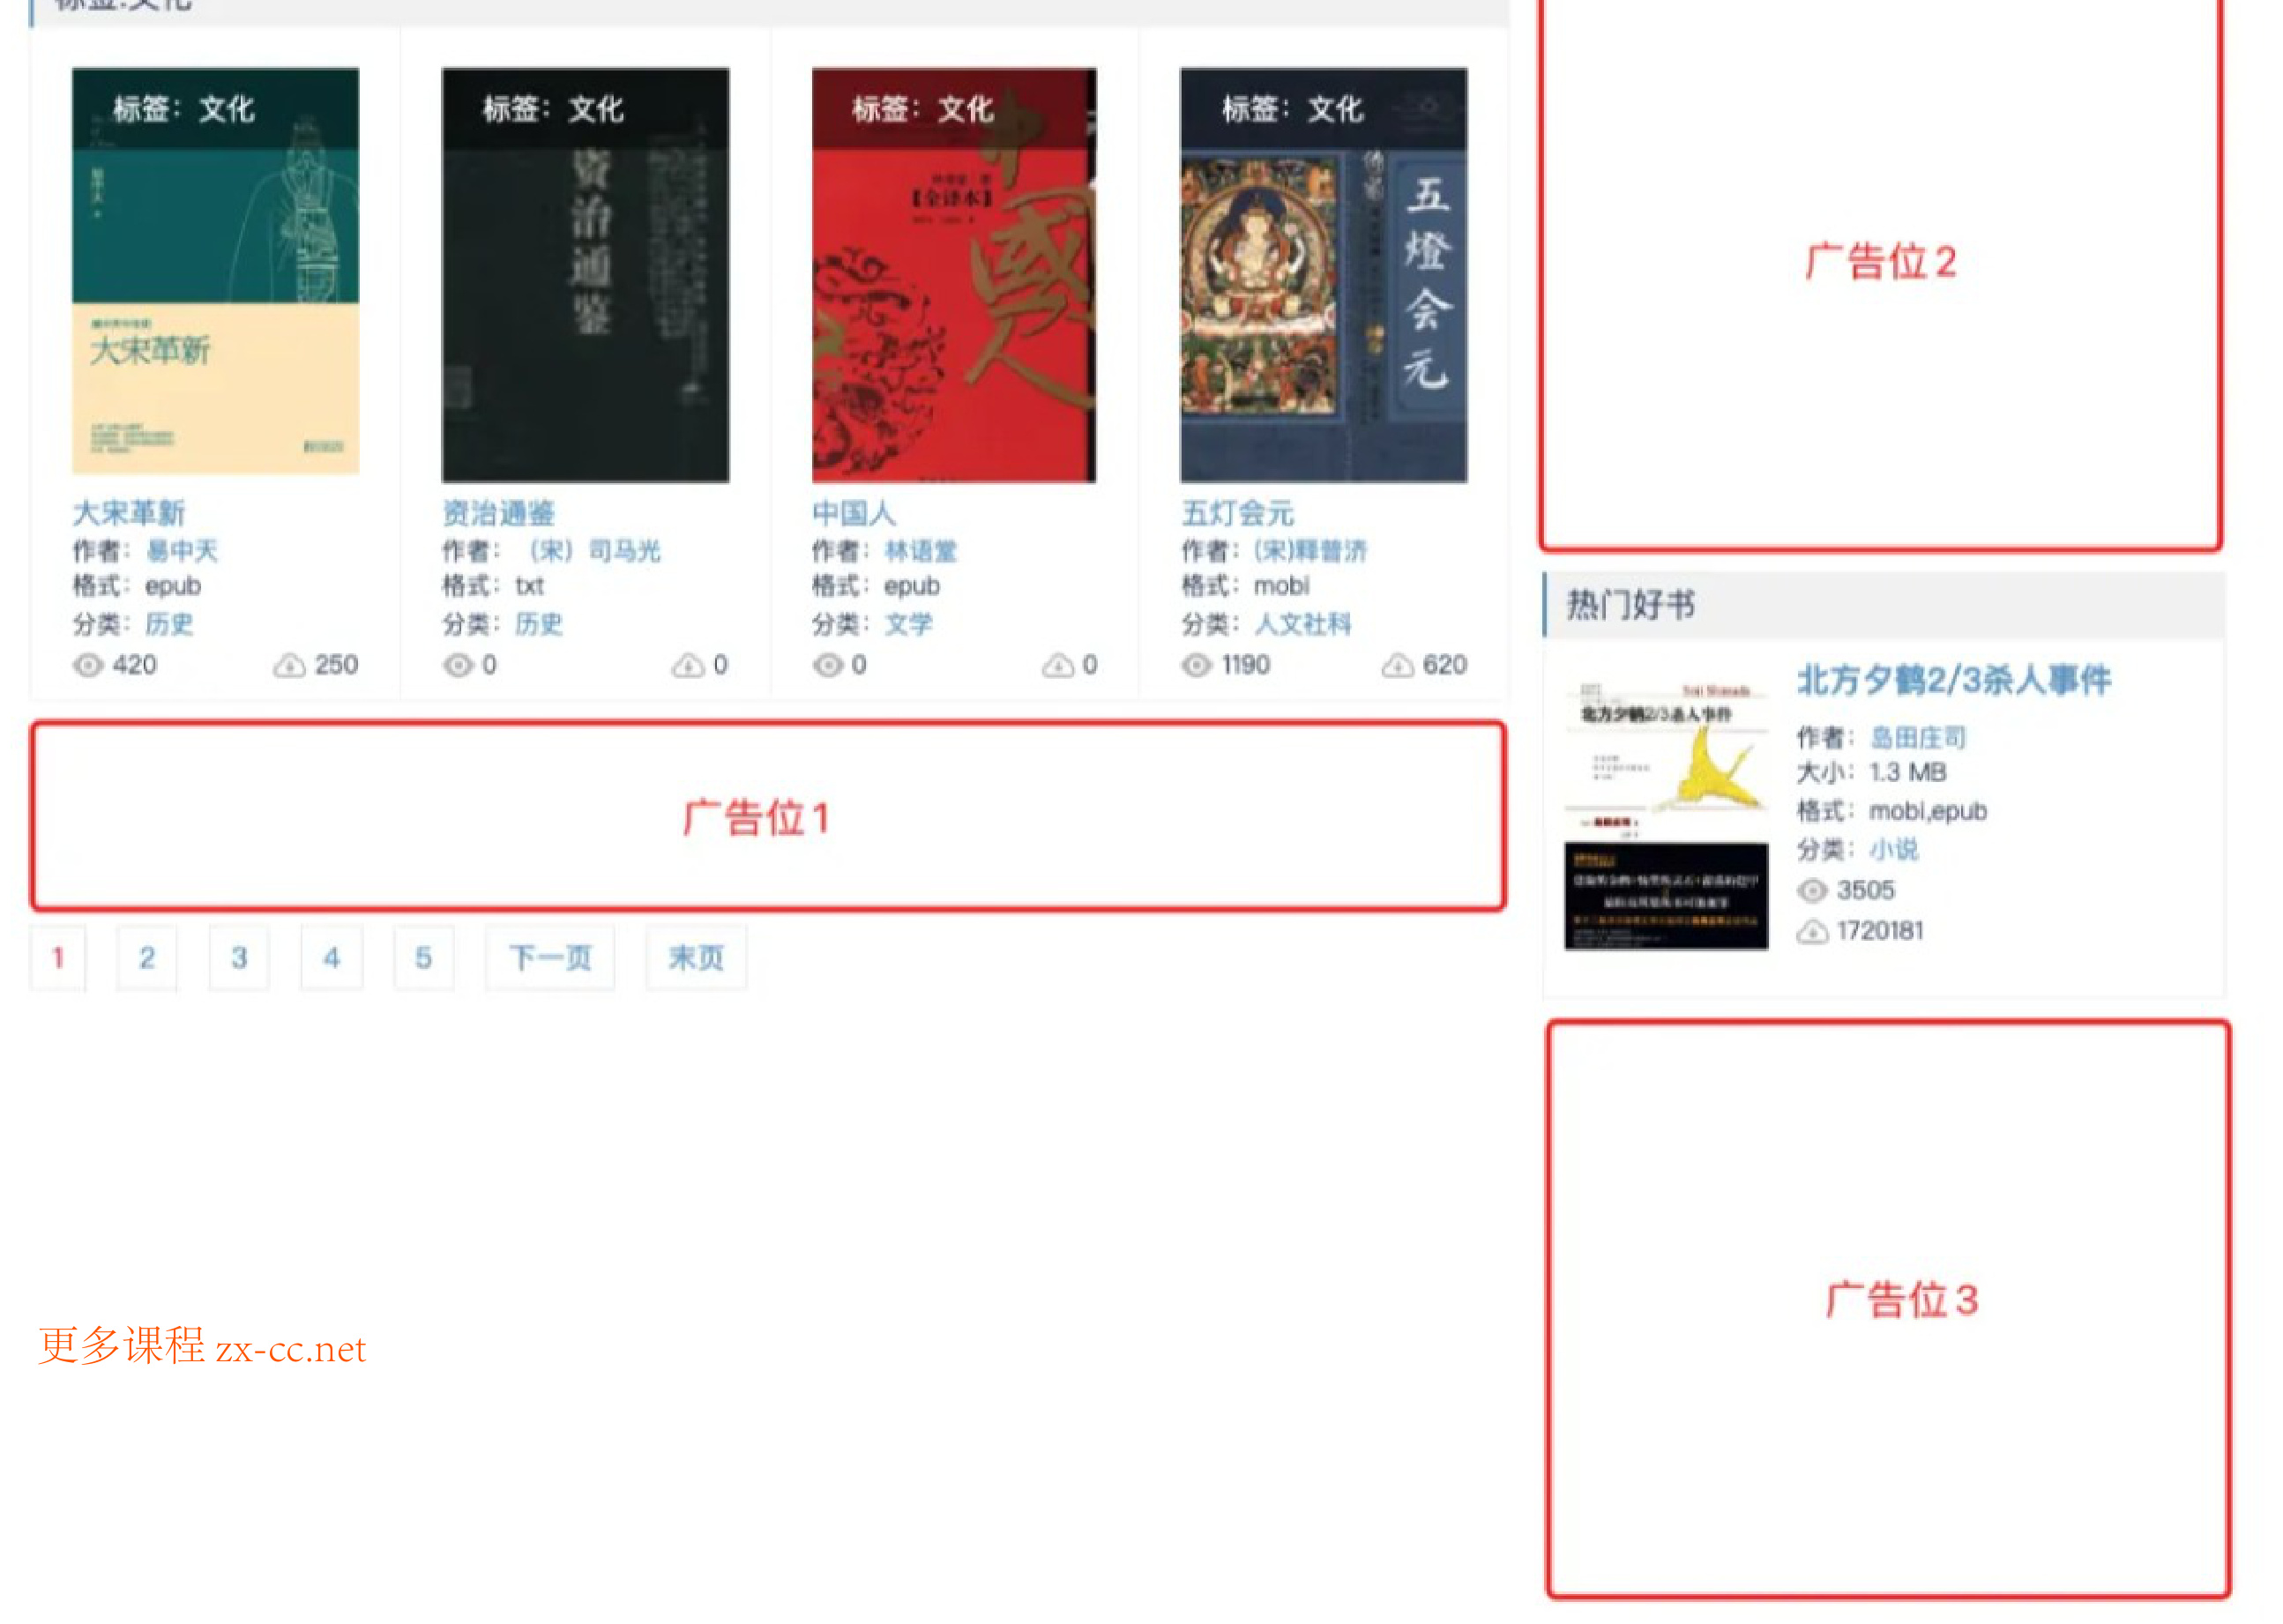 标签:文化
标签：文化
大宋革新
大宋革新
作者：易中天
格式：epub
分类：历史
420 250
标签：文化
资治通鉴
资治通鉴
作者：（宋）司马光
格式：txt
分类：历史
0 0
标签：文化
【全译本】
中國人
中国人
作者：林语堂
格式：epub
分类：文学
0 0
标签：文化
五燈会元
五灯会元
作者：(宋)释普济
格式：mobi
分类：人文社科
1190 620
广告位1
1 2 3 4 5 下一页 末页
更多课程 zx-cc.net
广告位2
热门好书
Soji Shimada
北方夕鹤2/3杀人事件
北方夕鹤2/3杀人事件
作者：岛田庄司
大小：1.3 MB
格式：mobi,epub
分类：小说
3505
1720181
广告位3